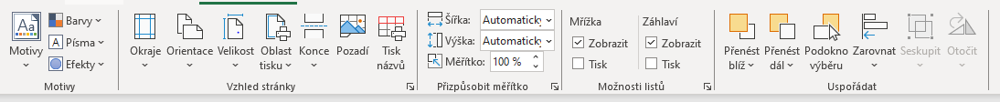 Motivy
Barvy
Písma
Efekty
Motivy
Okraje
Orientace
Velikost
Oblast
tisku
Konce
Pozadí
Tisk
názvů
Vzhled stránky
Šířka: Automaticky
Výška: Automaticky
Měřítko: 100 %
Přizpůsobit měřítko
Mřížka
Zobrazit
Tisk
Záhlaví
Zobrazit
Tisk
Možnosti listů
Přenést
blíž
Přenést
dál
Podokno
výběru
Zarovnat
Seskupit
Otočit
Uspořádat